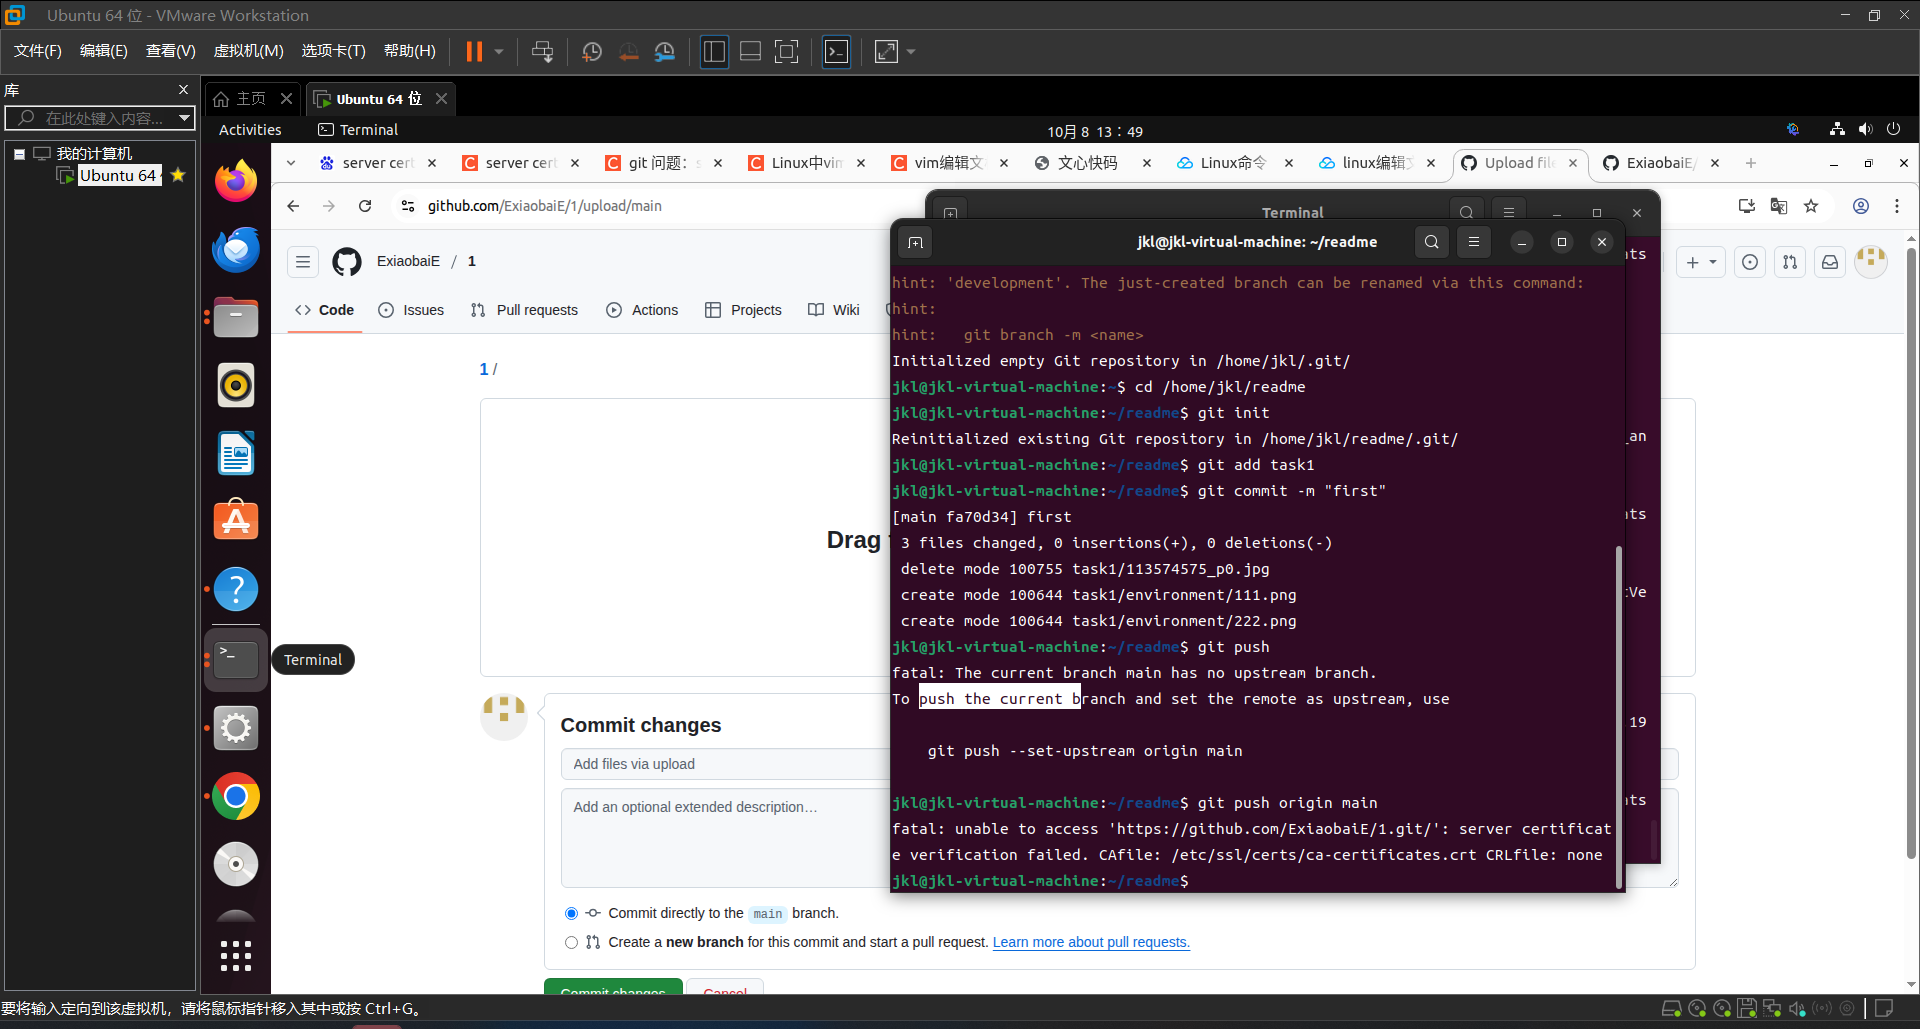 Ubuntu 64 位 - VMware Workstation
文件(F) 编辑(E) 查看(V) 虚拟机(M) 选项卡(T) 帮助(H)
库
在此处键入内容...
我的计算机
Ubuntu 64
主页
Ubuntu 64 位
Activities
Terminal
10月 8 13：49
server cert
server cert
git 问题：
Linux中vim
vim编辑文
文心快码
Linux命令
linux编辑文
Upload file
ExiaobaiE/
github.com/ExiaobaiE/1/upload/main
ExiaobaiE / 1
Code
Issues
Pull requests
Actions
Projects
Wiki
1 /
Drag
Commit changes
Add files via upload
Add an optional extended description…
Commit directly to the main branch.
Create a new branch for this commit and start a pull request. Learn more about pull requests.
Commit changes
Cancel
Terminal
Terminal
nts
_an
nts
tVe
19
nts
jkl@jkl-virtual-machine: ~/readme
hint: 'development'. The just-created branch can be renamed via this command:
hint:
hint:   git branch -m <name>
Initialized empty Git repository in /home/jkl/.git/
jkl@jkl-virtual-machine:~$ cd /home/jkl/readme
jkl@jkl-virtual-machine:~/readme$ git init
Reinitialized existing Git repository in /home/jkl/readme/.git/
jkl@jkl-virtual-machine:~/readme$ git add task1
jkl@jkl-virtual-machine:~/readme$ git commit -m "first"
[main fa70d34] first
 3 files changed, 0 insertions(+), 0 deletions(-)
 delete mode 100755 task1/113574575_p0.jpg
 create mode 100644 task1/environment/111.png
 create mode 100644 task1/environment/222.png
jkl@jkl-virtual-machine:~/readme$ git push
fatal: The current branch main has no upstream branch.
To push the current branch and set the remote as upstream, use
    git push --set-upstream origin main
jkl@jkl-virtual-machine:~/readme$ git push origin main
fatal: unable to access 'https://github.com/ExiaobaiE/1.git/': server certificat
e verification failed. CAfile: /etc/ssl/certs/ca-certificates.crt CRLfile: none
jkl@jkl-virtual-machine:~/readme$
要将输入定向到该虚拟机，请将鼠标指针移入其中或按 Ctrl+G。